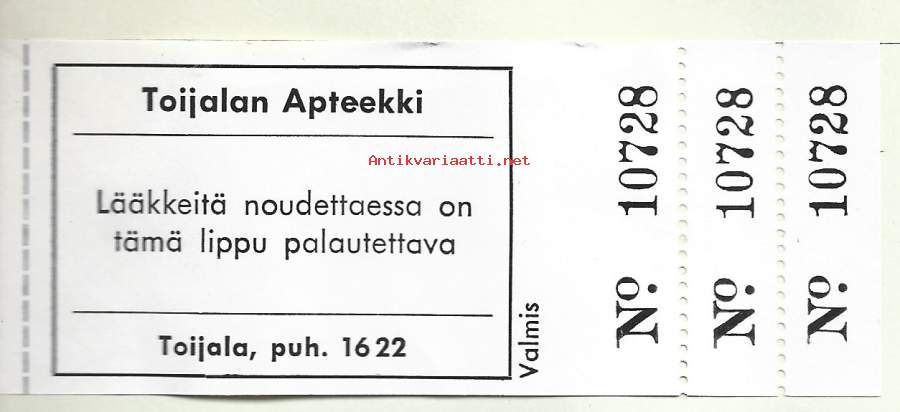 Toijalan Apteekki
Antikvariaatti.net
Lääkkeitä noudettaessa on
tämä lippu palautettava
Toijala, puh. 1622
Valmis
Nº. 10728
Nº. 10728
Nº. 10728